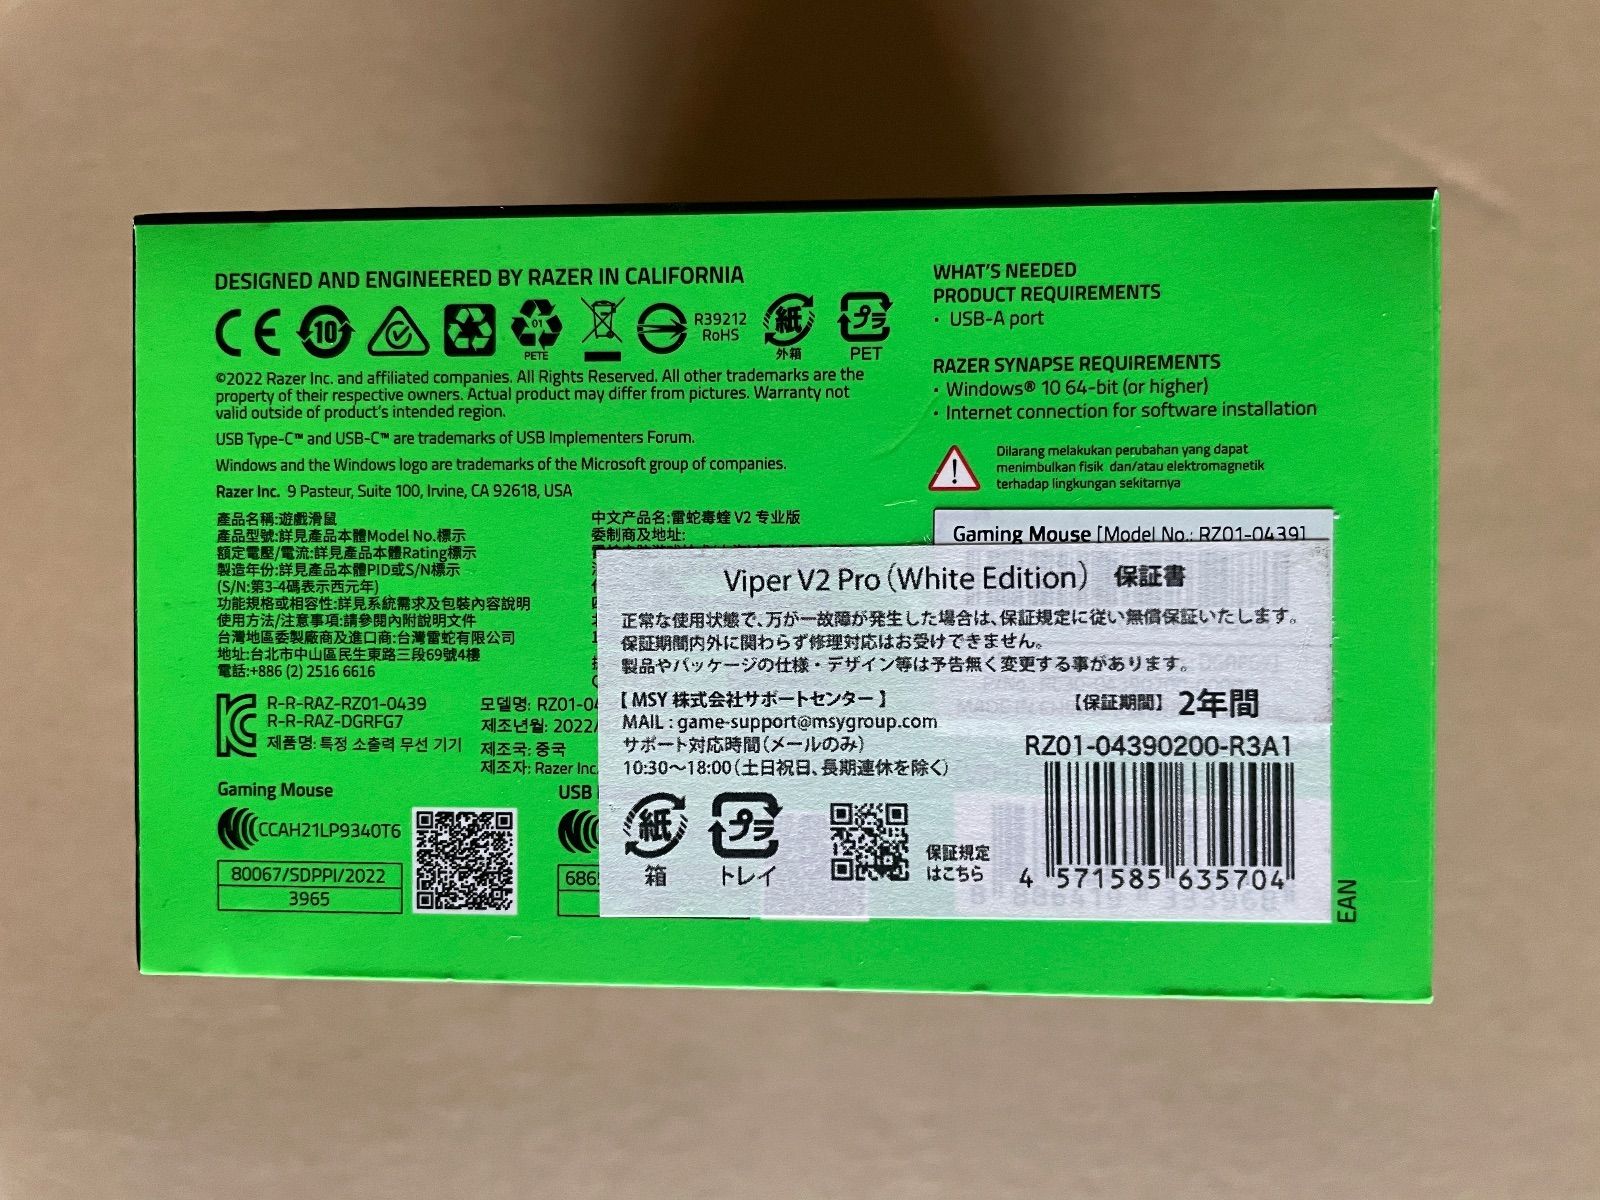 DESIGNED AND ENGINEERED BY RAZER IN CALIFORNIA
CE 10 01 PETE R39212 RoHS 紙 外箱 プラ PET
©2022 Razer Inc. and affiliated companies. All Rights Reserved. All other trademarks are the
property of their respective owners. Actual product may differ from pictures. Warranty not
valid outside of product's intended region.
USB Type-C™ and USB-C™ are trademarks of USB Implementers Forum.
Windows and the Windows logo are trademarks of the Microsoft group of companies.
Razer Inc. 9 Pasteur, Suite 100, Irvine, CA 92618, USA
產品名稱:遊戲滑鼠
產品型號:詳見產品本體Model No.標示
額定電壓/電流:詳見產品本體Rating標示
製造年份:詳見產品本體PID或S/N標示
(S/N:第3-4碼表示西元年)
功能規格或相容性:詳見系統需求及包裝內容說明
使用方法/注意事項:請參閱內附說明文件
台灣地區委製廠商及進口商:台灣雷蛇有限公司
地址:台北市中山區民生東路三段69號4樓
電話:+886 (2) 2516 6616
中文产品名:雷蛇毒蝰 V2 专业版
委制商及地址:
R-R-RAZ-RZ01-0439
R-R-RAZ-DGRFG7
제품명: 특정 소출력 무선 기기
모델명: RZ01-04
제조년월: 2022/
제조국: 중국
제조자: Razer Inc.
Gaming Mouse
CCAH21LP9340T6
80067/SDPPI/2022
3965
USB
686
WHAT'S NEEDED
PRODUCT REQUIREMENTS
· USB-A port
RAZER SYNAPSE REQUIREMENTS
· Windows® 10 64-bit (or higher)
· Internet connection for software installation
Dilarang melakukan perubahan yang dapat
menimbulkan fisik dan/atau elektromagnetik
terhadap lingkungan sekitarnya
Gaming Mouse [Model No.: RZ01-0439]
Viper V2 Pro（White Edition） 保証書
正常な使用状態で、万が一故障が発生した場合は、保証規定に従い無償保証いたします。
保証期間内外に関わらず修理対応はお受けできません。
製品やパッケージの仕様・デザイン等は予告無く変更する事があります。
【 MSY 株式会社サポートセンター 】
MAIL : game-support@msygroup.com
サポート対応時間（メールのみ）
10:30～18:00（土日祝日、長期連休を除く）
【保証期間】 2年間
RZ01-04390200-R3A1
紙 箱
プラ トレイ
保証規定
はこちら
4 571585 635704
EAN